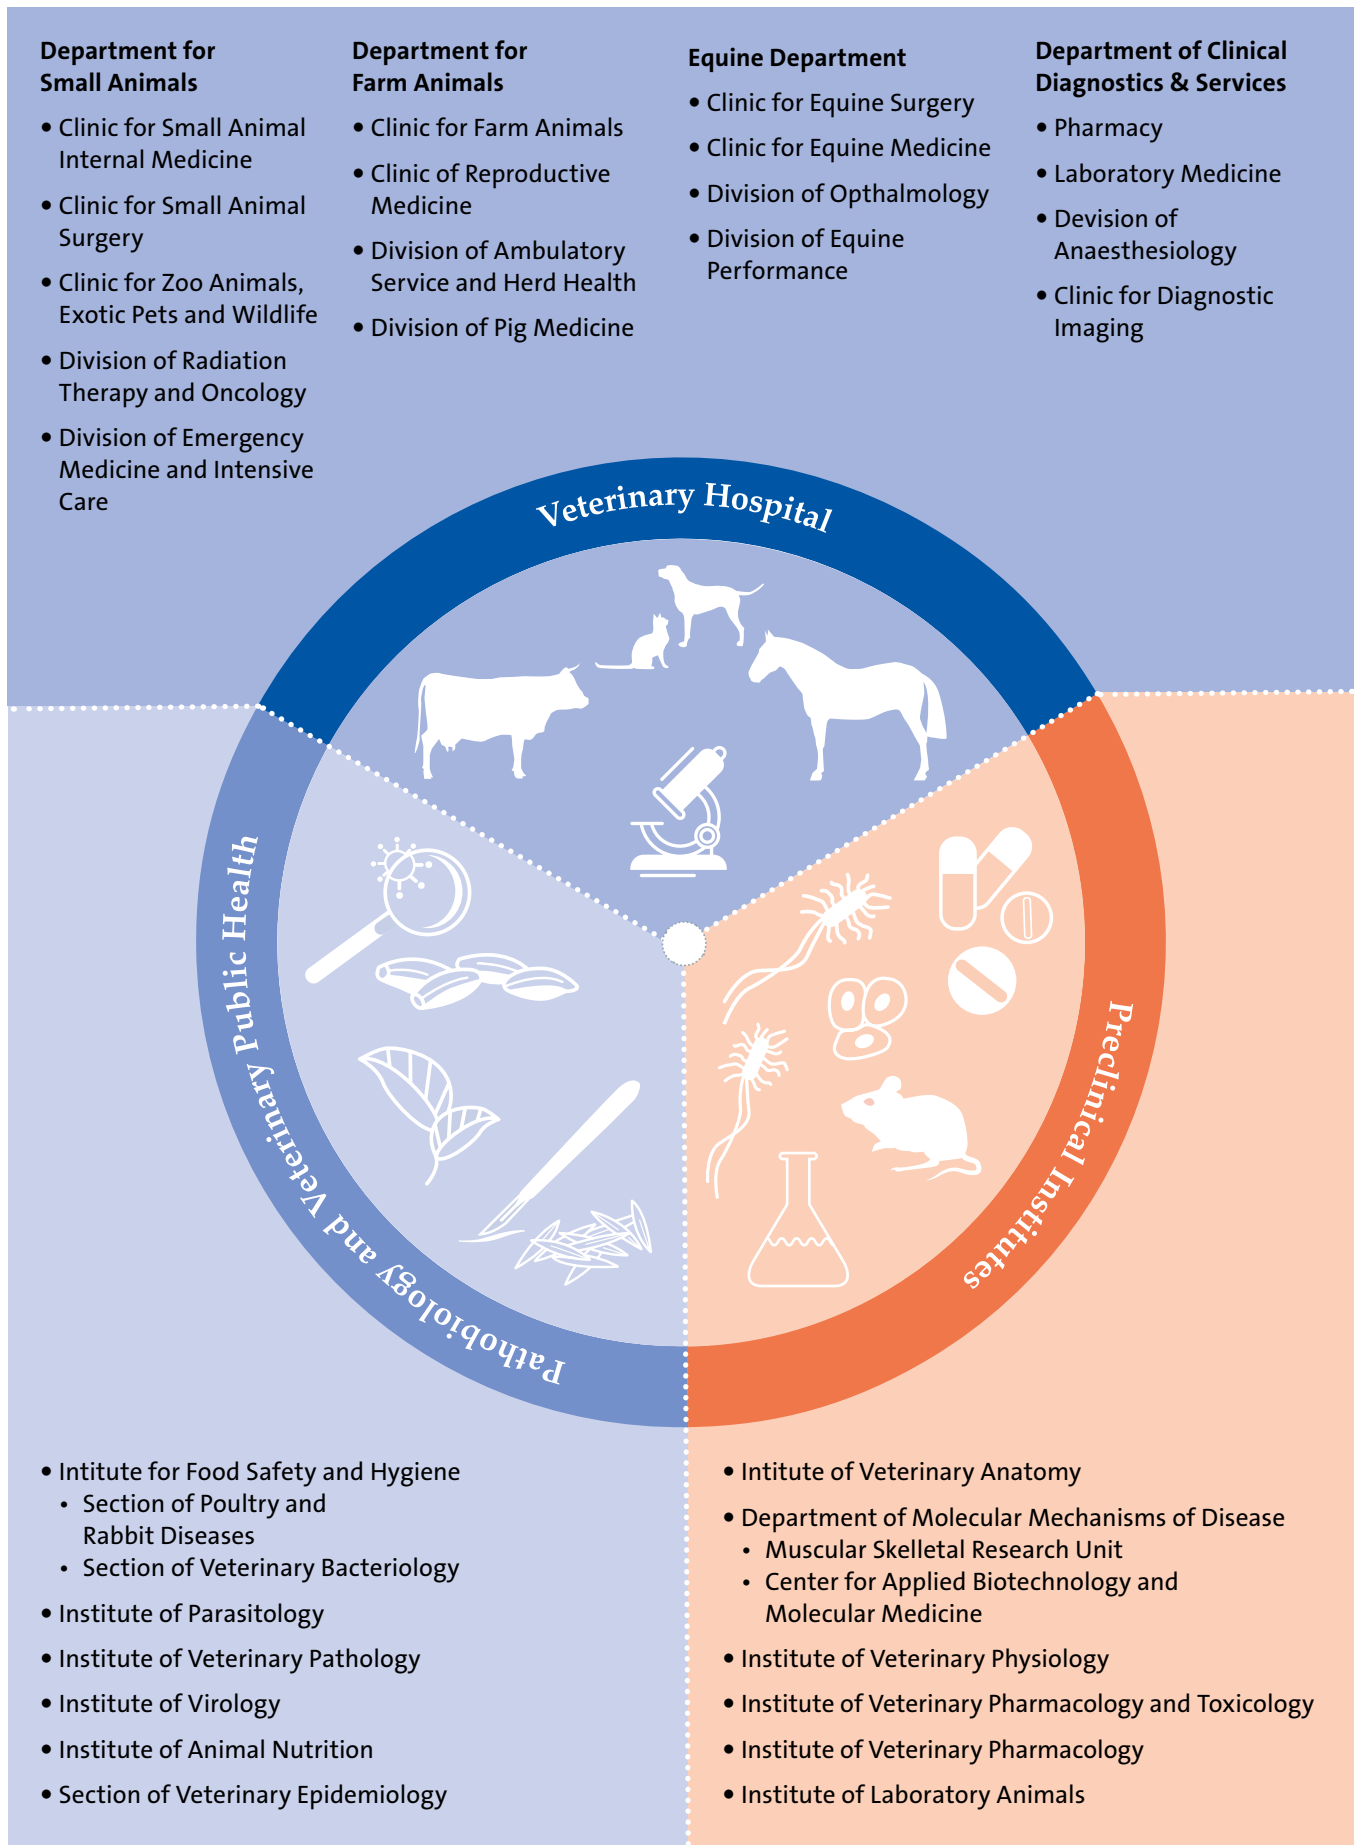 Department for
Small Animals
• Clinic for Small Animal
Internal Medicine
• Clinic for Small Animal
Surgery
• Clinic for Zoo Animals,
Exotic Pets and Wildlife
• Division of Radiation
Therapy and Oncology
• Division of Emergency
Medicine and Intensive
Care
Department for
Farm Animals
• Clinic for Farm Animals
• Clinic of Reproductive
Medicine
• Division of Ambulatory
Service and Herd Health
• Division of Pig Medicine
Equine Department
• Clinic for Equine Surgery
• Clinic for Equine Medicine
• Division of Opthalmology
• Division of Equine
Performance
Department of Clinical
Diagnostics & Services
• Pharmacy
• Laboratory Medicine
• Devision of
Anaesthesiology
• Clinic for Diagnostic
Imaging
Veterinary Hospital
Pathobiology and Veterinary Public Health
Preclinical Institutes
• Intitute for Food Safety and Hygiene
• Section of Poultry and
Rabbit Diseases
• Section of Veterinary Bacteriology
• Institute of Parasitology
• Institute of Veterinary Pathology
• Institute of Virology
• Institute of Animal Nutrition
• Section of Veterinary Epidemiology
• Intitute of Veterinary Anatomy
• Department of Molecular Mechanisms of Disease
• Muscular Skelletal Research Unit
• Center for Applied Biotechnology and
Molecular Medicine
• Institute of Veterinary Physiology
• Institute of Veterinary Pharmacology and Toxicology
• Institute of Veterinary Pharmacology
• Institute of Laboratory Animals